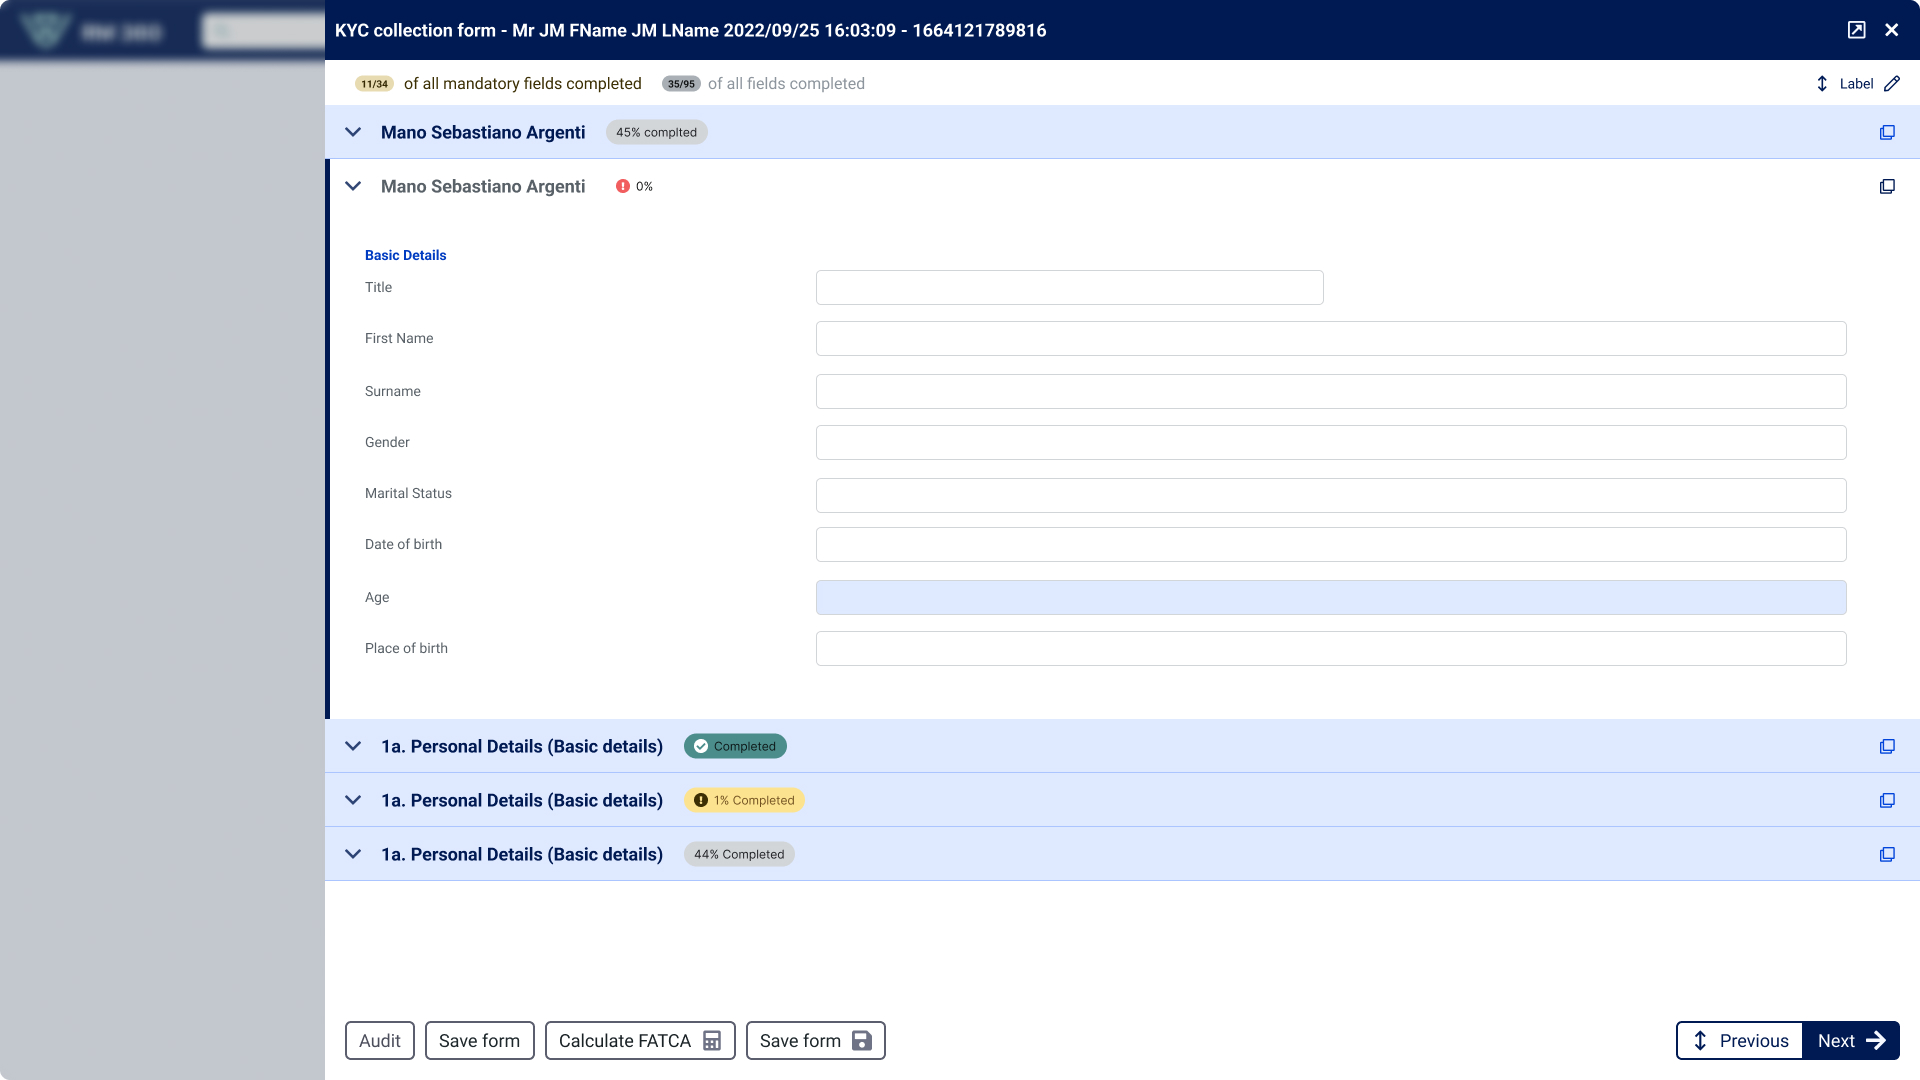 RM 360
KYC collection form - Mr JM FName JM LName 2022/09/25 16:03:09 - 1664121789816
11/34 of all mandatory fields completed 35/95 of all fields completed Label
Mano Sebastiano Argenti 45% complted
Mano Sebastiano Argenti 0%
Basic Details
Title
First Name
Surname
Gender
Marital Status
Date of birth
Age
Place of birth
1a. Personal Details (Basic details) Completed
1a. Personal Details (Basic details) 1% Completed
1a. Personal Details (Basic details) 44% Completed
Audit Save form Calculate FATCA Save form Previous Next